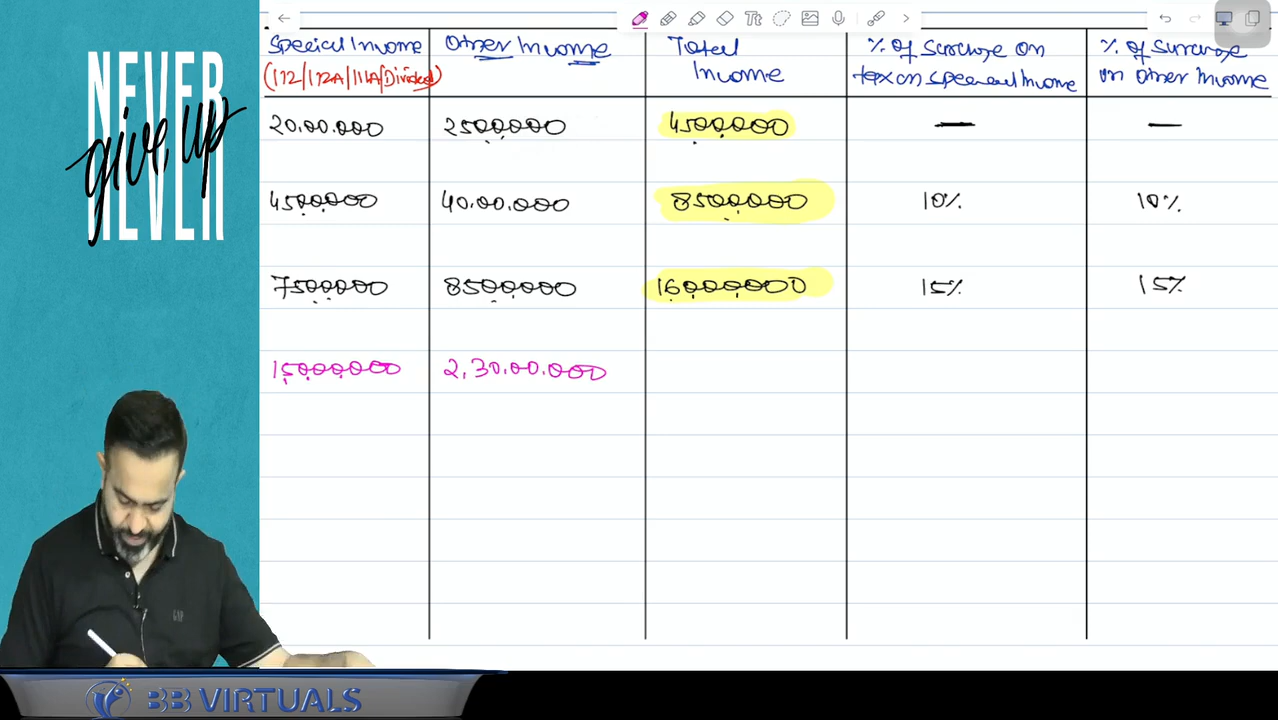 NEVER
give up
NEVER
Tt
Special Income
(112/112A/111A/Dividend)
Other Income
Total
Income
% of Surcharge on
tax on special Income
% of Surcharge
on other Income
20.00.000
2500000
4500000
—
—
4500000
40.00.000
8500000
10%
10%
7500000
8500000
16000000
15%
15%
15000000
2.30.00.000
GAP
BB VIRTUALS